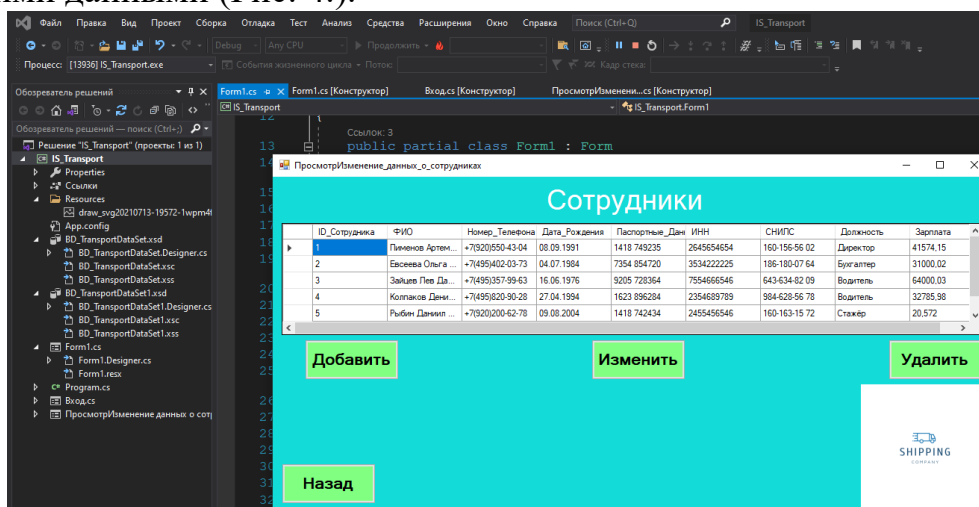 ими данными (Рис. 4.).
Файл Правка Вид Проект Сборка Отладка Тест Анализ Средства Расширения Окно Справка Поиск (Ctrl+Q) IS_Transport
Debug Any CPU Продолжить
Процесс: [13936] IS_Transport.exe События жизненного цикла Поток: Кадр стека:
Обозреватель решений
Form1.cs Form1.cs [Конструктор] Вход.cs [Конструктор] ПросмотрИзменени...cs [Конструктор]
IS_Transport IS_Transport.Form1
Обозреватель решений — поиск (Ctrl+;)
Решение "IS_Transport" (проекты: 1 из 1)
IS_Transport
Properties
Ссылки
Resources
draw_svg20210713-19572-1wpm4l
App.config
BD_TransportDataSet.xsd
BD_TransportDataSet.Designer.cs
BD_TransportDataSet.xsc
BD_TransportDataSet.xss
BD_TransportDataSet1.xsd
BD_TransportDataSet1.Designer.cs
BD_TransportDataSet1.xsc
BD_TransportDataSet1.xss
Form1.cs
Form1.Designer.cs
Form1.resx
Program.cs
Вход.cs
ПросмотрИзменение данных о сот
12 {
Ссылок: 3
13 public partial class Form1 : Form
ПросмотрИзменение_данных_о_сотрудниках
Сотрудники
ID_Сотрудника ФИО Номер_Телефона Дата_Рождения Паспортные_Дан ИНН СНИЛС Должность Зарплата
1 Пименов Артем... +7(920)550-43-04 08.09.1991 1418 749235 2645654654 160-156-56 02 Директор 41574,15
2 Евсеева Ольга ... +7(495)402-03-73 04.07.1984 7354 854720 3534222225 186-180-07 64 Бухгалтер 31000,02
3 Зайцев Лев Да... +7(495)357-99-63 16.06.1976 9205 728364 7554666546 643-634-82 09 Водитель 64000,03
4 Колпаков Дени... +7(495)820-90-28 27.04.1994 1623 896284 2354689789 984-628-56 78 Водитель 32785,98
5 Рыбин Даниил ... +7(920)200-62-78 09.08.2004 1418 742434 2455456546 160-163-15 72 Стажёр 20,572
Добавить Изменить Удалить
SHIPPING
COMPANY
Назад